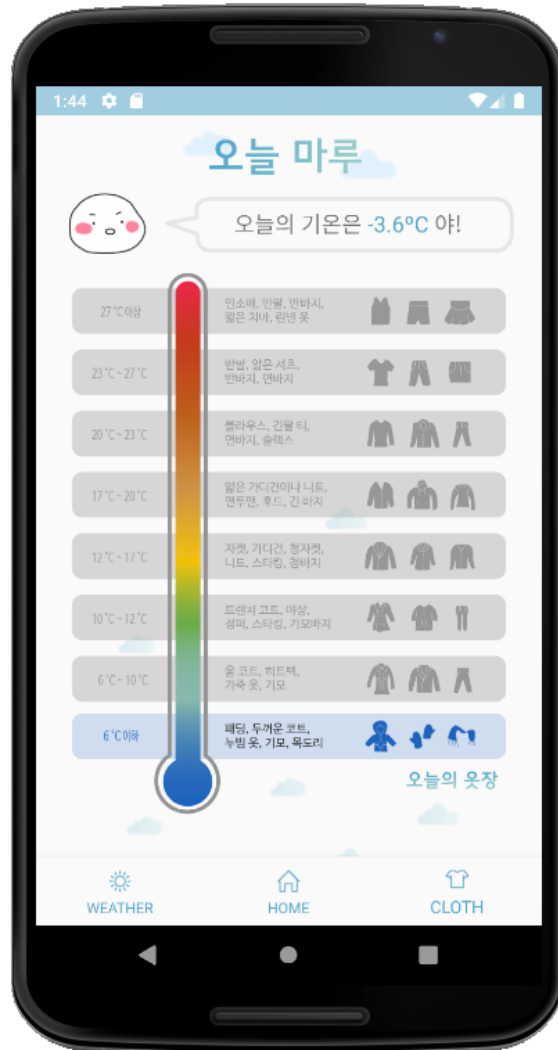 1:44
오늘 마루
오늘의 기온은 -3.6ºC 야!
27 ℃ 이상
민소매, 반팔, 반바지,
짧은 치마, 린넨 옷
23 ℃ ~ 27 ℃
반팔, 얇은 셔츠,
반바지, 면바지
20 ℃ ~ 23 ℃
블라우스, 긴팔 티,
면바지, 슬랙스
17 ℃ ~ 20 ℃
얇은 가디건이나 니트,
맨투맨, 후드, 긴 바지
12 ℃ ~ 17 ℃
자켓, 가디건, 청자켓,
니트, 스타킹, 청바지
10 ℃ ~ 12 ℃
트렌치 코트, 야상,
점퍼, 스타킹, 기모바지
6 ℃ ~ 10 ℃
울 코트, 히트텍,
가죽 옷, 기모
6 ℃ 이하
패딩, 두꺼운 코트,
누빔 옷, 기모, 목도리
오늘의 옷장
WEATHER
HOME
CLOTH